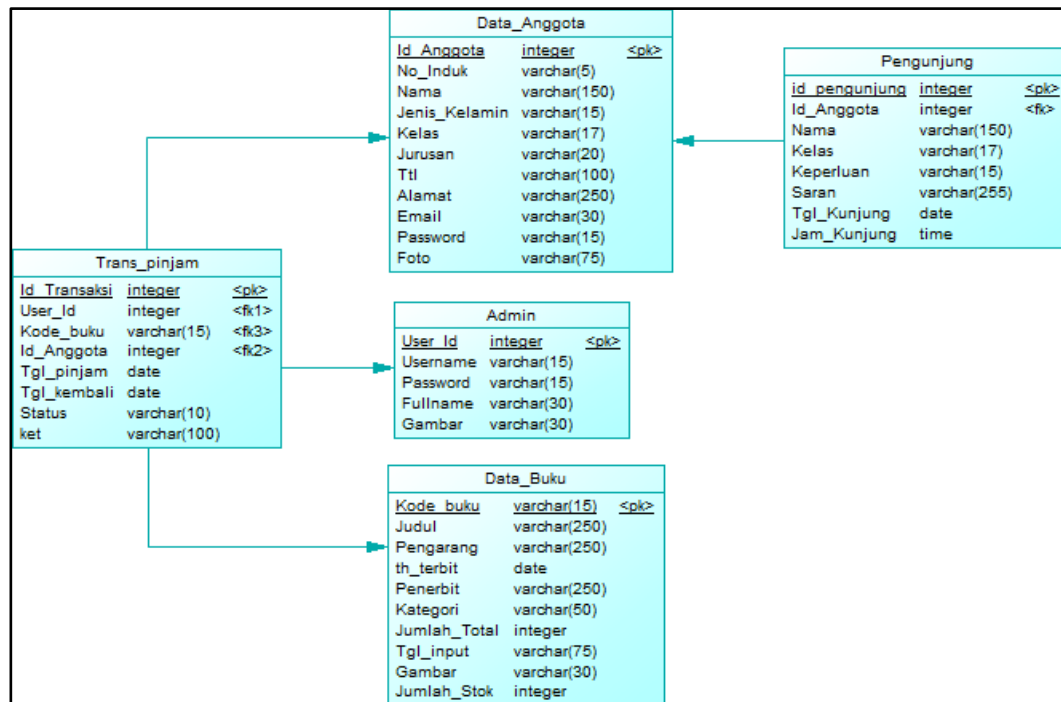 Data_Anggota
Id_Anggota integer <pk>
No_Induk varchar(5)
Nama varchar(150)
Jenis_Kelamin varchar(15)
Kelas varchar(17)
Jurusan varchar(20)
Ttl varchar(100)
Alamat varchar(250)
Email varchar(30)
Password varchar(15)
Foto varchar(75)
Pengunjung
id_pengunjung integer <pk>
Id_Anggota integer <fk>
Nama varchar(150)
Kelas varchar(17)
Keperluan varchar(15)
Saran varchar(255)
Tgl_Kunjung date
Jam_Kunjung time
Trans_pinjam
Id_Transaksi integer <pk>
User_Id integer <fk1>
Kode_buku varchar(15) <fk3>
Id_Anggota integer <fk2>
Tgl_pinjam date
Tgl_kembali date
Status varchar(10)
ket varchar(100)
Admin
User_Id integer <pk>
Username varchar(15)
Password varchar(15)
Fullname varchar(30)
Gambar varchar(30)
Data_Buku
Kode_buku varchar(15) <pk>
Judul varchar(250)
Pengarang varchar(250)
th_terbit date
Penerbit varchar(250)
Kategori varchar(50)
Jumlah_Total integer
Tgl_input varchar(75)
Gambar varchar(30)
Jumlah_Stok integer